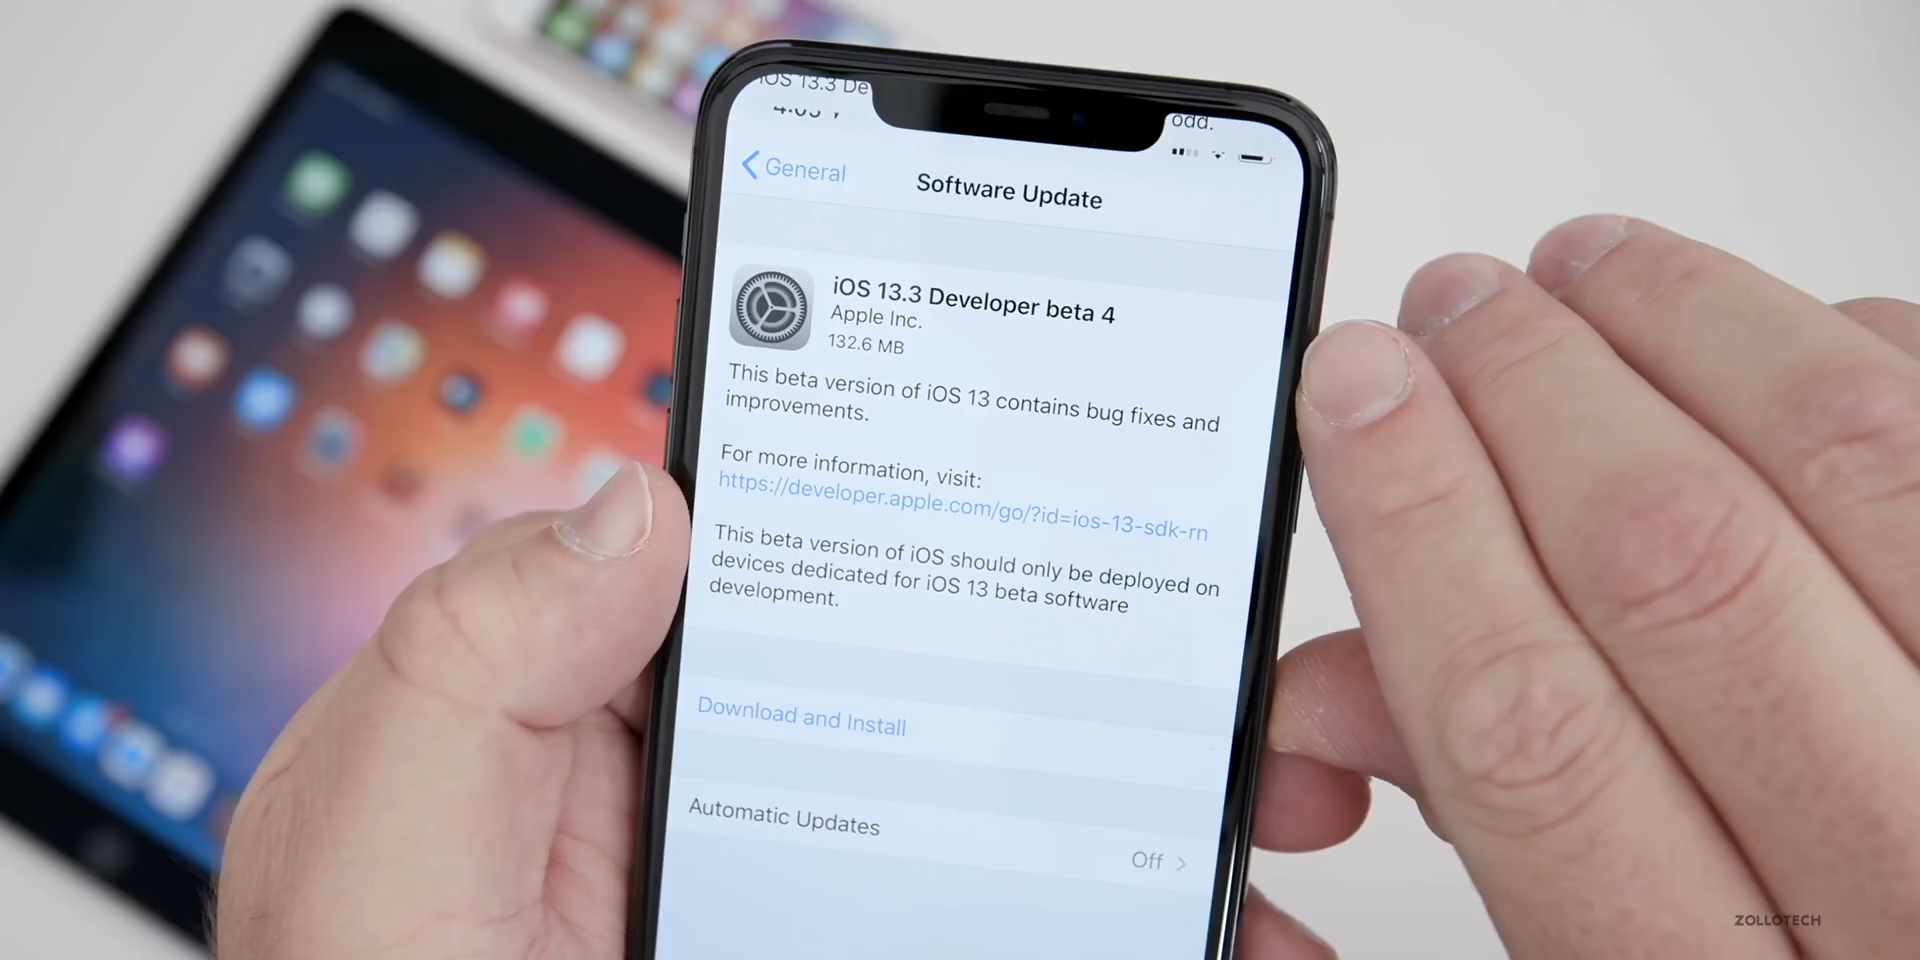 iOS 13.3 De
odd.
General
Software Update
iOS 13.3 Developer beta 4
Apple Inc.
132.6 MB
This beta version of iOS 13 contains bug fixes and
improvements.
For more information, visit:
https://developer.apple.com/go/?id=ios-13-sdk-rn
This beta version of iOS should only be deployed on
devices dedicated for iOS 13 beta software
development.
Download and Install
Automatic Updates
Off
ZOLLOTECH